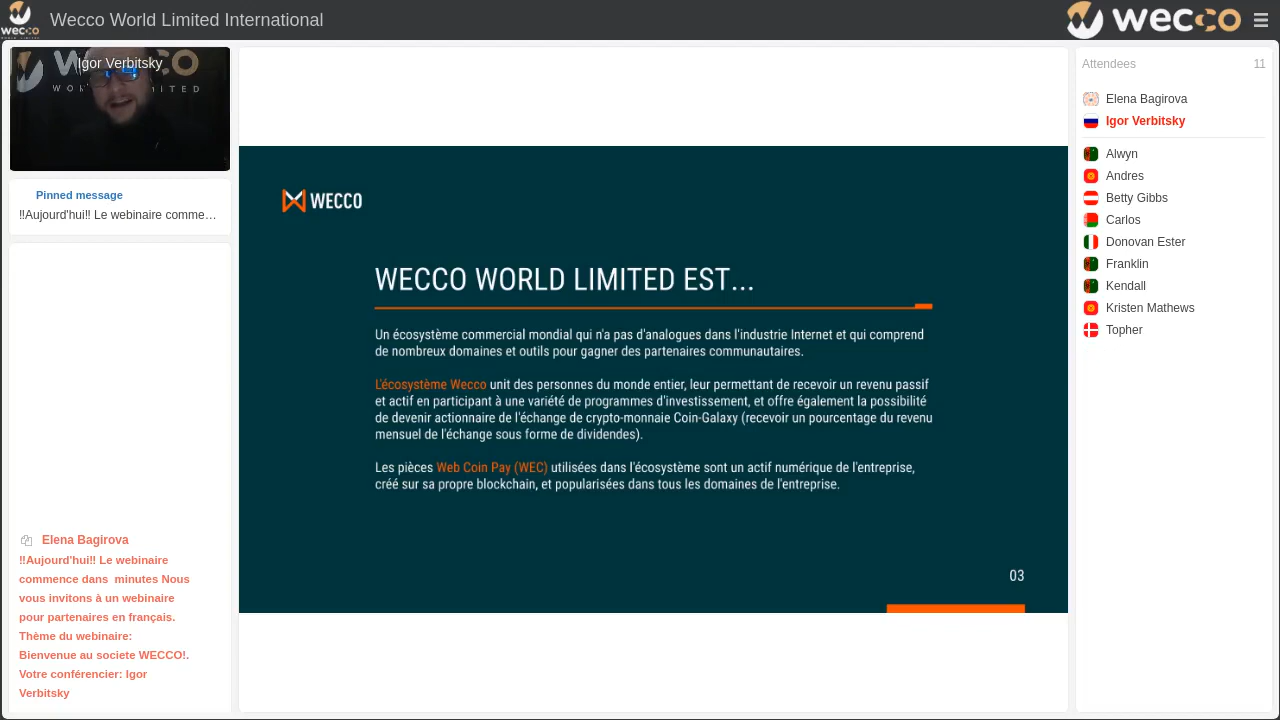 wecco
WORLD LIMITED
Wecco World Limited International
wecco
Igor Verbitsky
WORLD LIMITED
Pinned message
‼Aujourd'hui‼ Le webinaire comme…
Elena Bagirova
‼Aujourd'hui‼ Le webinaire
commence dans  minutes Nous
vous invitons à un webinaire
pour partenaires en français.
Thème du webinaire:
Bienvenue au societe WECCO!.
Votre conférencier: Igor
Verbitsky
WECCO
WECCO WORLD LIMITED EST...
Un écosystème commercial mondial qui n'a pas d'analogues dans l'industrie Internet et qui comprend
de nombreux domaines et outils pour gagner des partenaires communautaires.
L'écosystème Wecco unit des personnes du monde entier, leur permettant de recevoir un revenu passif
et actif en participant à une variété de programmes d'investissement, et offre également la possibilité
de devenir actionnaire de l'échange de crypto-monnaie Coin-Galaxy (recevoir un pourcentage du revenu
mensuel de l'échange sous forme de dividendes).
Les pièces Web Coin Pay (WEC) utilisées dans l'écosystème sont un actif numérique de l'entreprise,
créé sur sa propre blockchain, et popularisées dans tous les domaines de l'entreprise.
03
Attendees 11
Elena Bagirova
Igor Verbitsky
Alwyn
Andres
Betty Gibbs
Carlos
Donovan Ester
Franklin
Kendall
Kristen Mathews
Topher